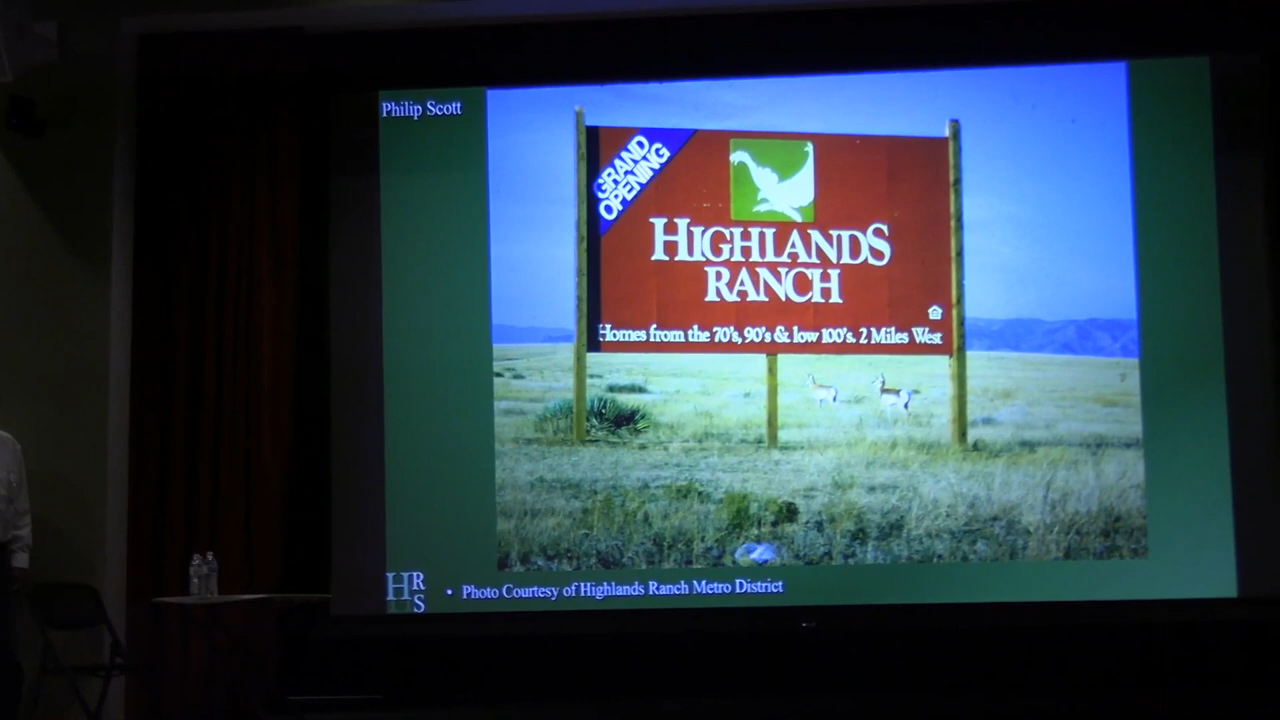 Philip Scott
GRAND
OPENING
HIGHLANDS
RANCH
Homes from the 70's, 90's & low 100's. 2 Miles West
HR
S
• Photo Courtesy of Highlands Ranch Metro District